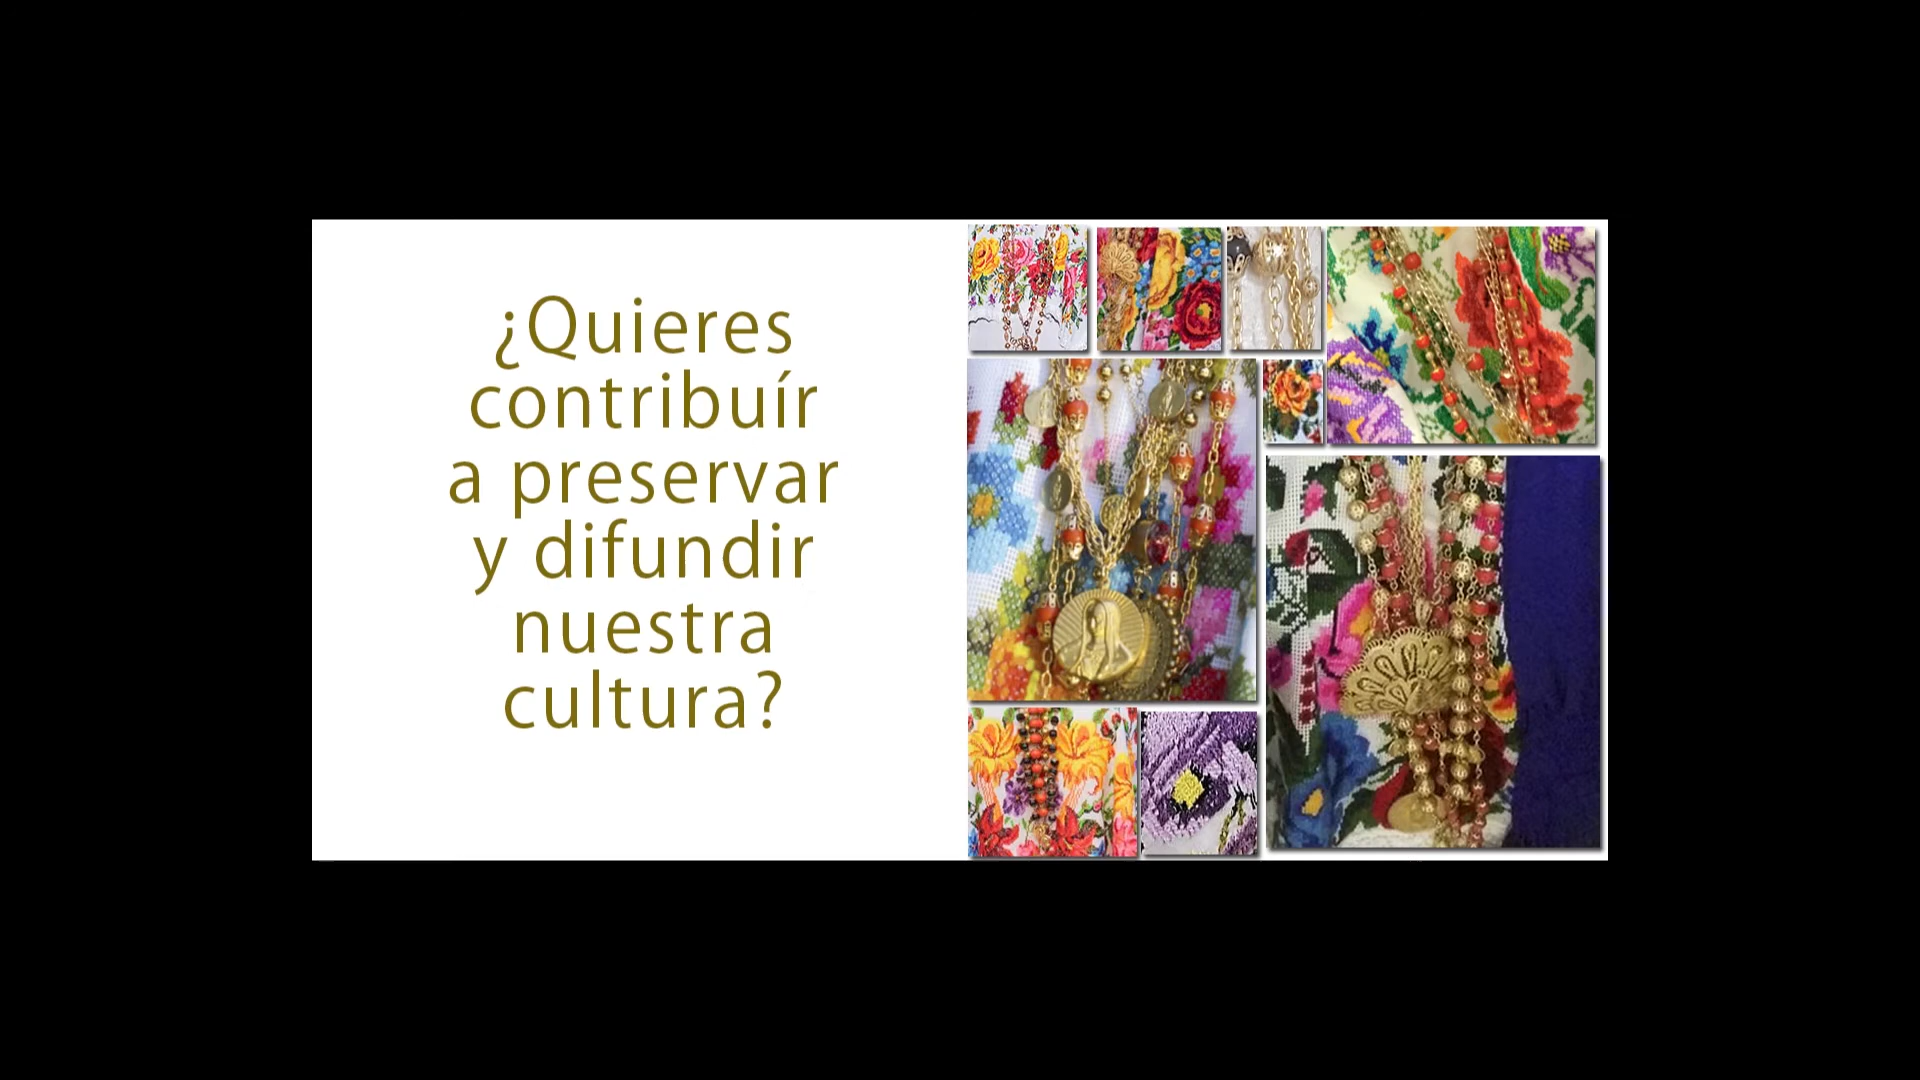 ¿Quieres
contribuír
a preservar
y difundir
nuestra
cultura?